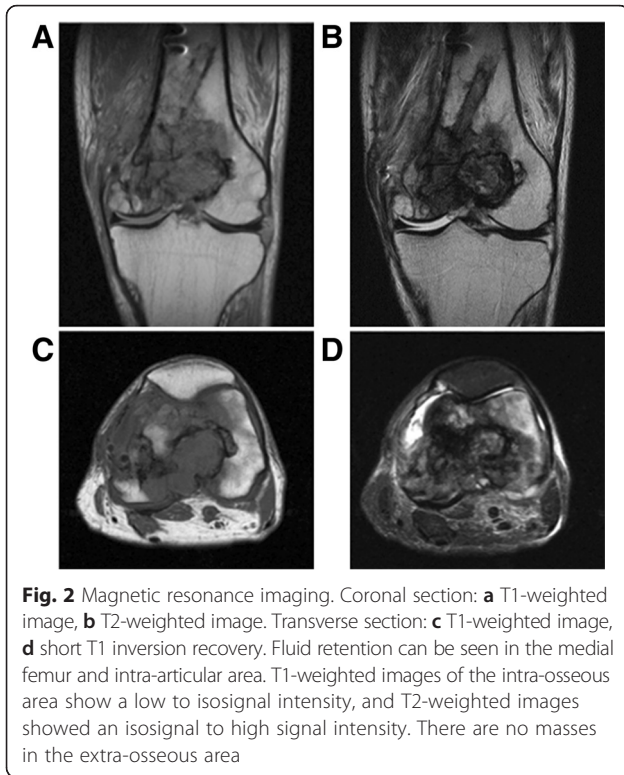 A
B
C
D
Fig. 2 Magnetic resonance imaging. Coronal section: a T1-weighted
image, b T2-weighted image. Transverse section: c T1-weighted image,
d short T1 inversion recovery. Fluid retention can be seen in the medial
femur and intra-articular area. T1-weighted images of the intra-osseous
area show a low to isosignal intensity, and T2-weighted images
showed an isosignal to high signal intensity. There are no masses
in the extra-osseous area